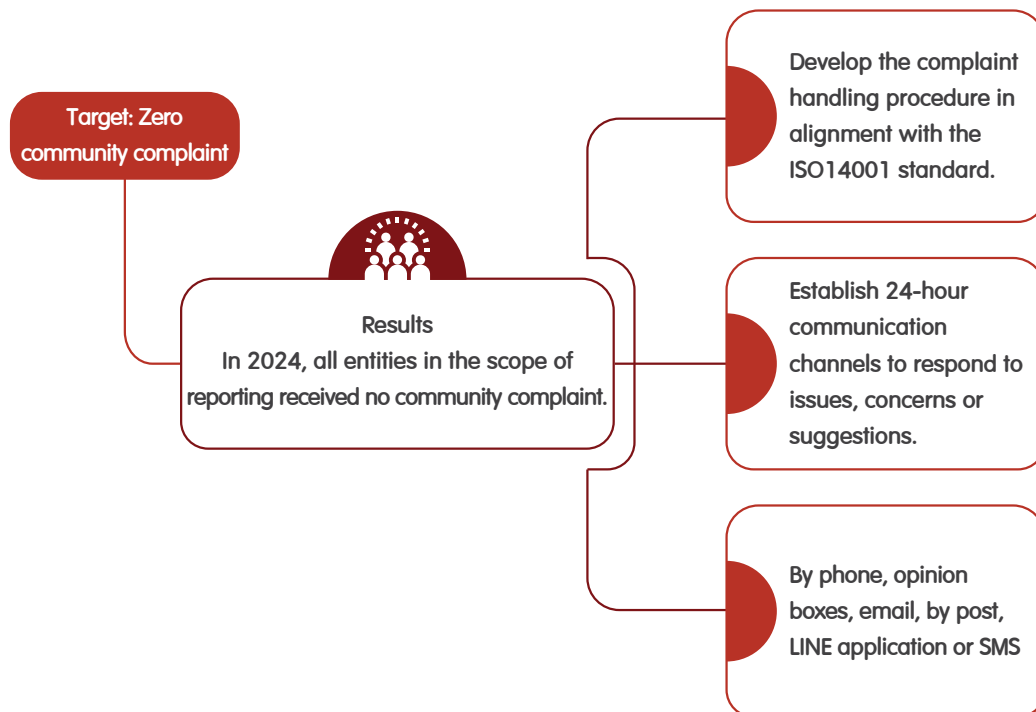 Target: Zero
community complaint
Results
In 2024, all entities in the scope of
reporting received no community complaint.
Develop the complaint
handling procedure in
alignment with the
ISO14001 standard.
Establish 24-hour
communication
channels to respond to
issues, concerns or
suggestions.
By phone, opinion
boxes, email, by post,
LINE application or SMS